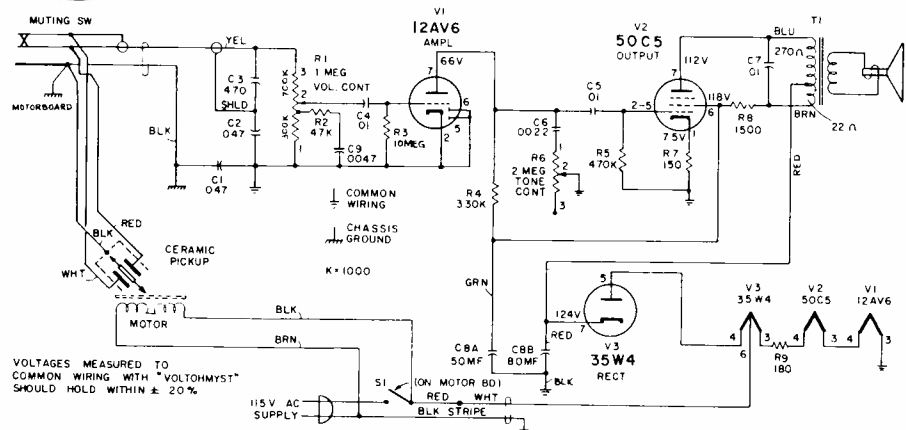 MUTING SW
MOTORBOARD
BLK
YEL
C3
470
SHLD
C2
047
C1
047
700K
300K
3
2
1
R1
1 MEG
VOL. CONT
R2
47K
C9
0047
C4
01
R3
10MEG
V1
12AV6
AMPL
7
66V
6
5
2
1
COMMON
WIRING
CHASSIS
GROUND
K = 1000
R4
330K
C5
01
C6
0022
R6
2 MEG
TONE
CONT
2
3
R5
470K
V2
50C5
OUTPUT
7
112V
2-5
118V
6
7.5V
1
R7
150
R8
1500
C7
01
BLU
270Ω
T1
BRN
22Ω
RED
RED
BLK
WHT
CERAMIC
PICKUP
MOTOR
BLK
BRN
GRN
124V
RED
5
7
V3
35W4
RECT
C8A
50MF
C8B
80MF
BLK
V3
35W4
V2
50C5
V1
12AV6
4
3
6
R9
180
4
3
4
3
VOLTAGES MEASURED TO
COMMON WIRING WITH "VOLTOHMYST"
SHOULD HOLD WITHIN ± 20%
115V AC
SUPPLY
S1
(ON MOTOR BD)
RED
WHT
BLK STRIPE